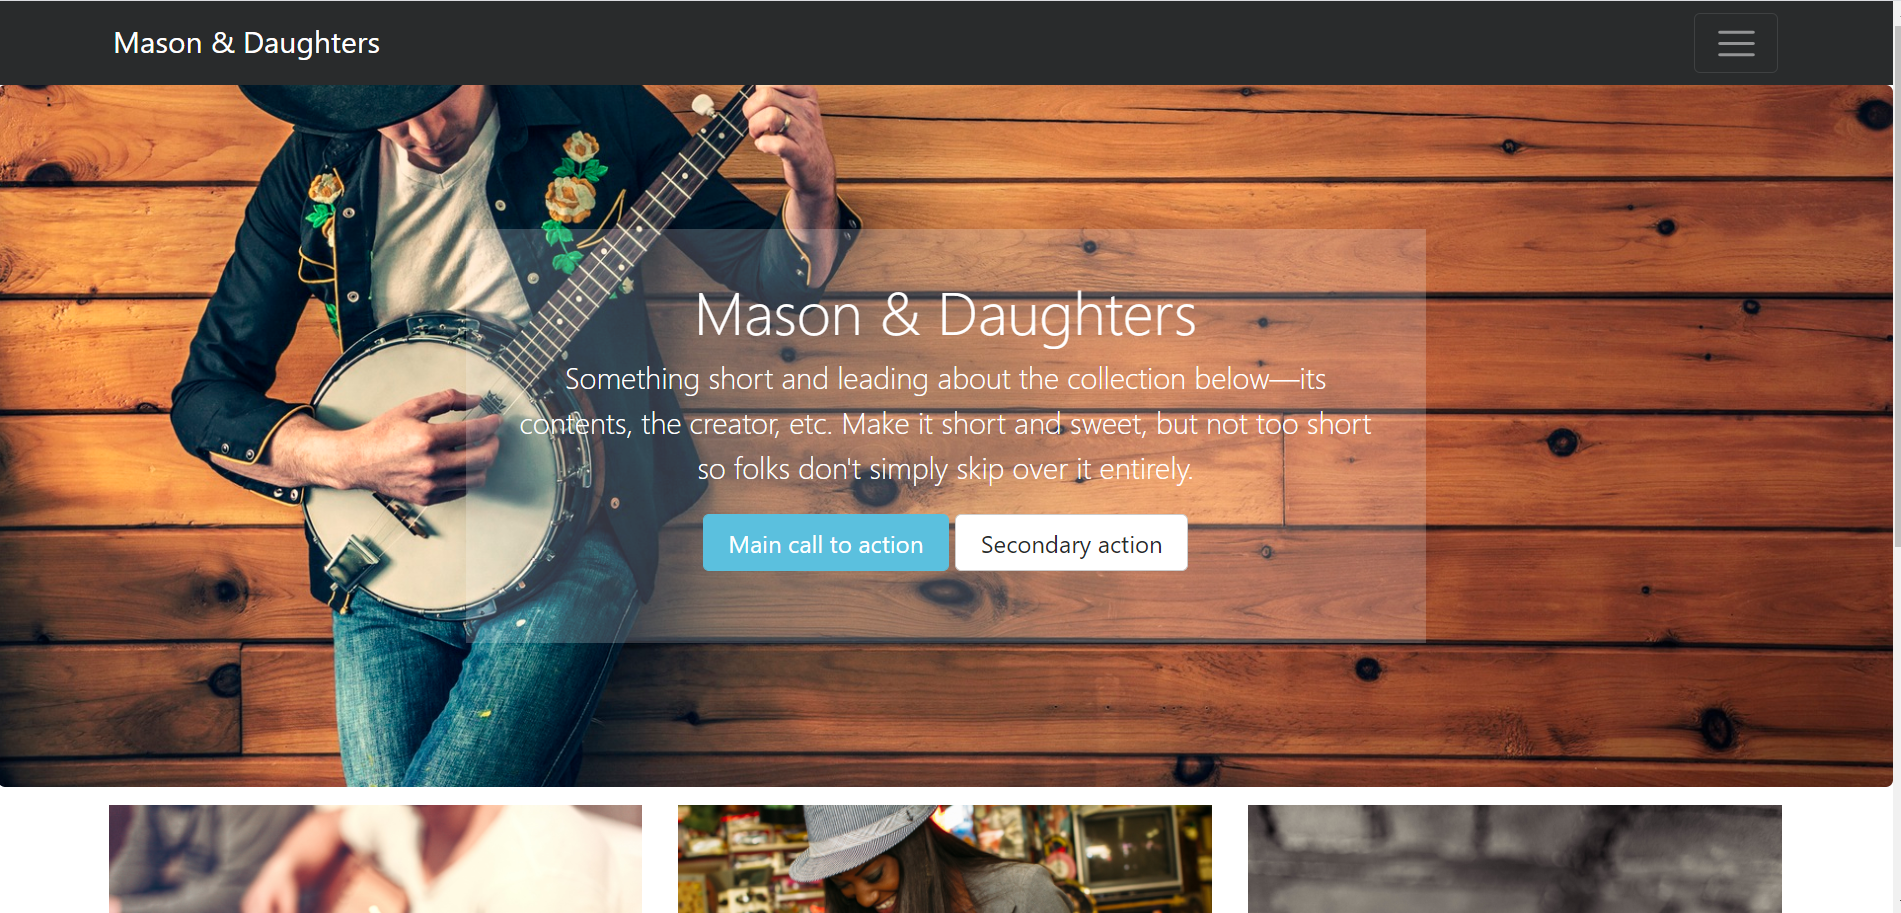 Mason & Daughters
Mason & Daughters
Something short and leading about the collection below—its
contents, the creator, etc. Make it short and sweet, but not too short
so folks don't simply skip over it entirely.
Main call to action
Secondary action